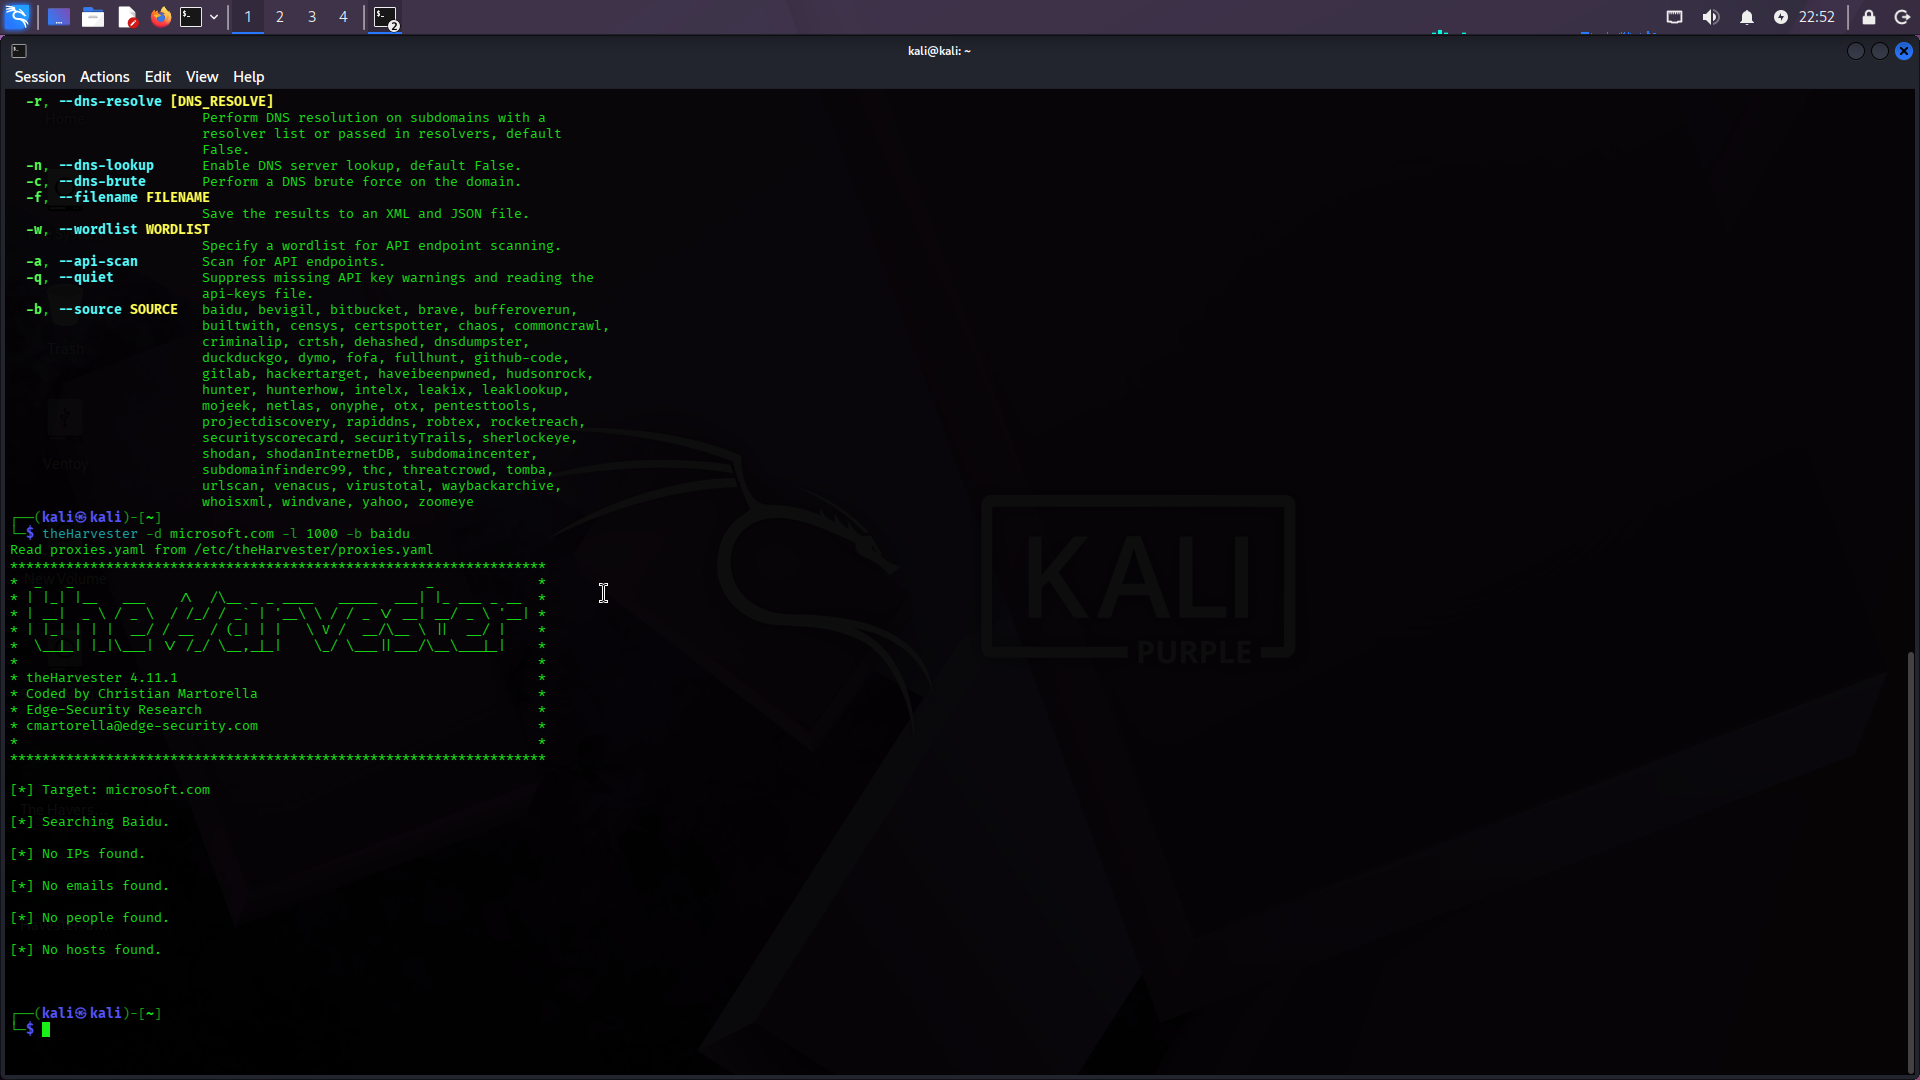 1 2 3 4 2 22:52
kali@kali: ~
Session Actions Edit View Help
-r, --dns-resolve [DNS_RESOLVE]
Perform DNS resolution on subdomains with a
resolver list or passed in resolvers, default
False.
-n, --dns-lookup Enable DNS server lookup, default False.
-c, --dns-brute Perform a DNS brute force on the domain.
-f, --filename FILENAME
Save the results to an XML and JSON file.
-w, --wordlist WORDLIST
Specify a wordlist for API endpoint scanning.
-a, --api-scan Scan for API endpoints.
-q, --quiet Suppress missing API key warnings and reading the
api-keys file.
-b, --source SOURCE baidu, bevigil, bitbucket, brave, bufferoverun,
builtwith, censys, certspotter, chaos, commoncrawl,
criminalip, crtsh, dehashed, dnsdumpster,
duckduckgo, dymo, fofa, fullhunt, github-code,
gitlab, hackertarget, haveibeenpwned, hudsonrock,
hunter, hunterhow, intelx, leakix, leaklookup,
mojeek, netlas, onyphe, otx, pentesttools,
projectdiscovery, rapiddns, robtex, rocketreach,
securityscorecard, securityTrails, sherlockeye,
shodan, shodanInternetDB, subdomaincenter,
subdomainfinderc99, thc, threatcrowd, tomba,
urlscan, venacus, virustotal, waybackarchive,
whoisxml, windvane, yahoo, zoomeye
┌──(kali㉿kali)-[~]
└─$ theHarvester -d microsoft.com -l 1000 -b baidu
Read proxies.yaml from /etc/theHarvester/proxies.yaml
*******************************************************************
theHarvester
* theHarvester 4.11.1 *
* Coded by Christian Martorella *
* Edge-Security Research *
* cmartorella@edge-security.com *
* *
*******************************************************************
[*] Target: microsoft.com
[*] Searching Baidu.
[*] No IPs found.
[*] No emails found.
[*] No people found.
[*] No hosts found.
┌──(kali㉿kali)-[~]
└─$
Home
Trash
Ventoy
New Volume
KALI
PURPLE